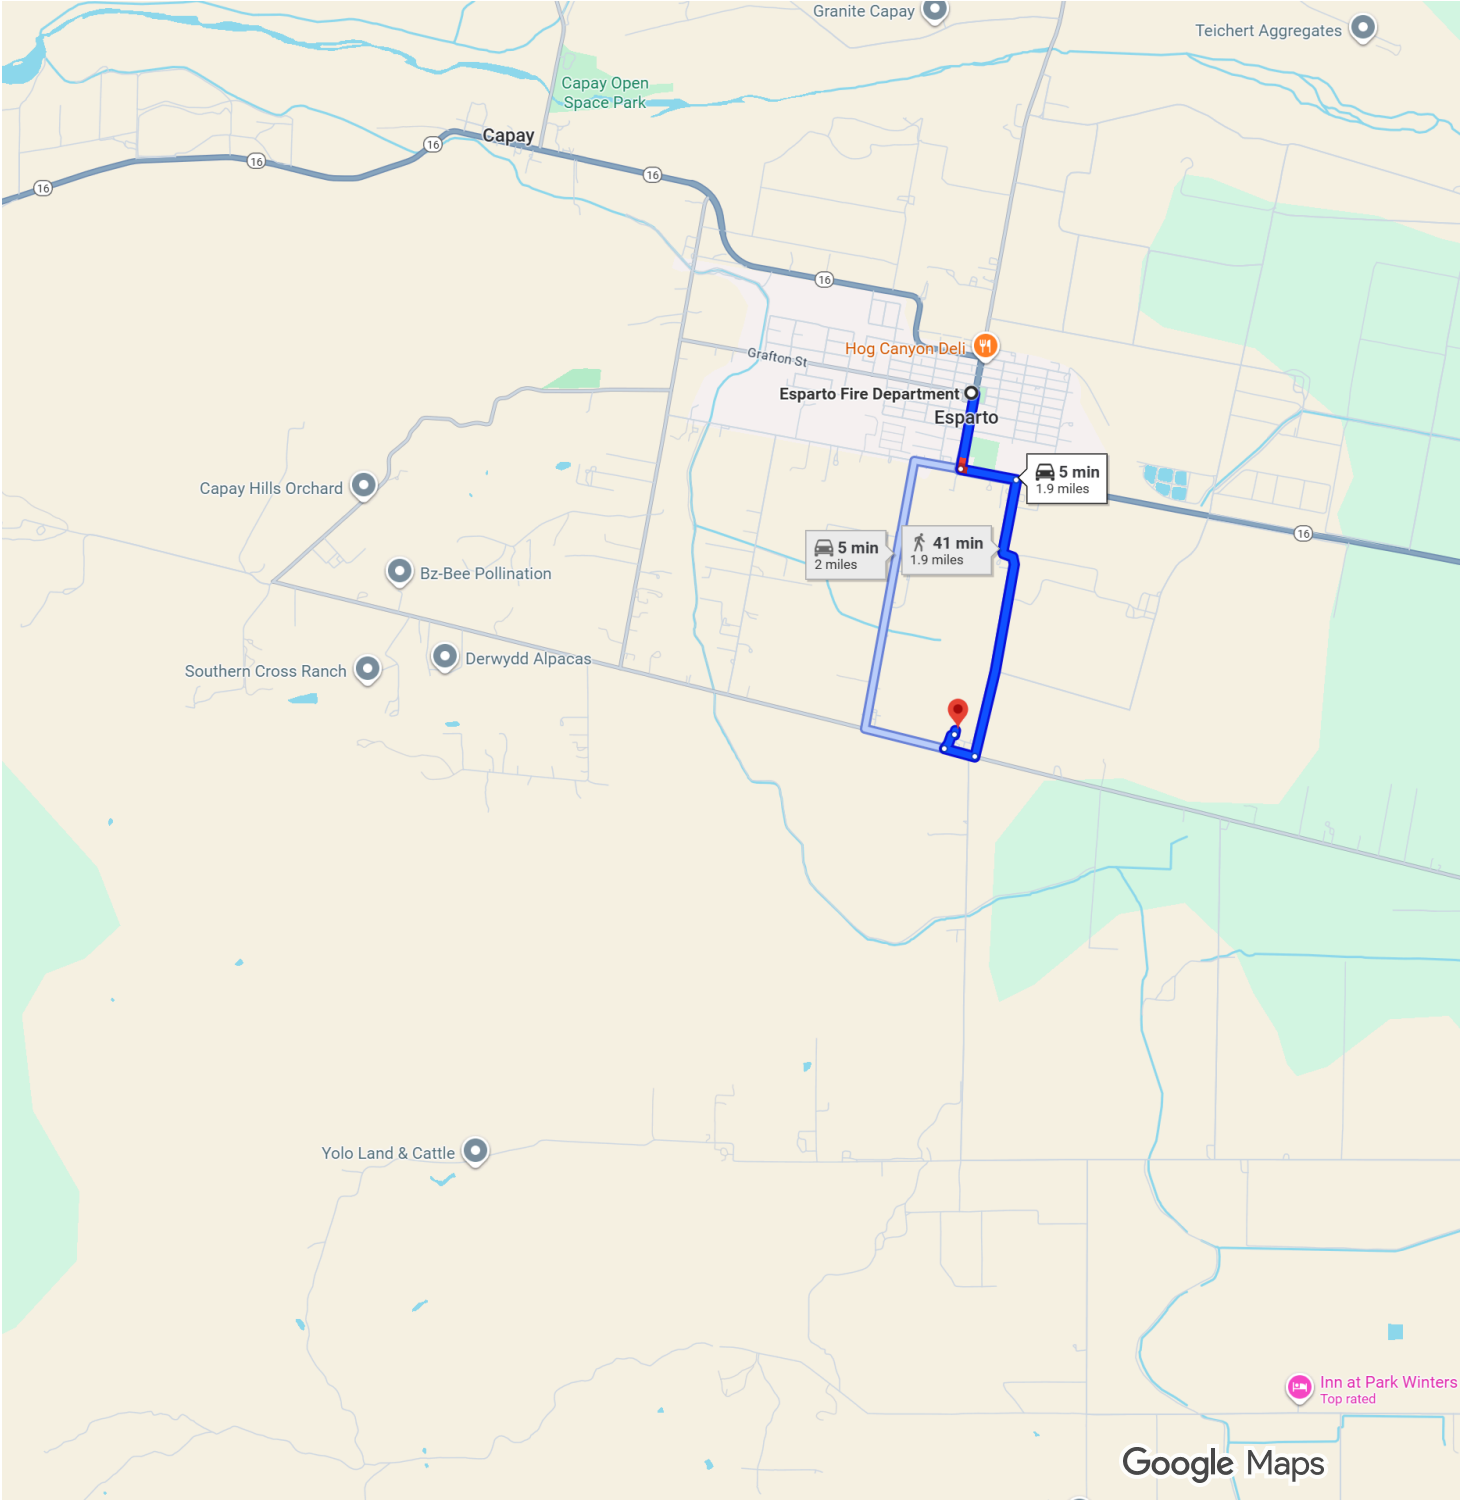 Granite Capay
Teichert Aggregates
Capay Open
Space Park
Capay
16
16
16
16
16
Hog Canyon Deli
Grafton St
Esparto Fire Department
Esparto
5 min
1.9 miles
Capay Hills Orchard
16
5 min
2 miles
41 min
1.9 miles
Bz-Bee Pollination
Derwydd Alpacas
Southern Cross Ranch
Yolo Land & Cattle
Inn at Park Winters
Top rated
Google Maps